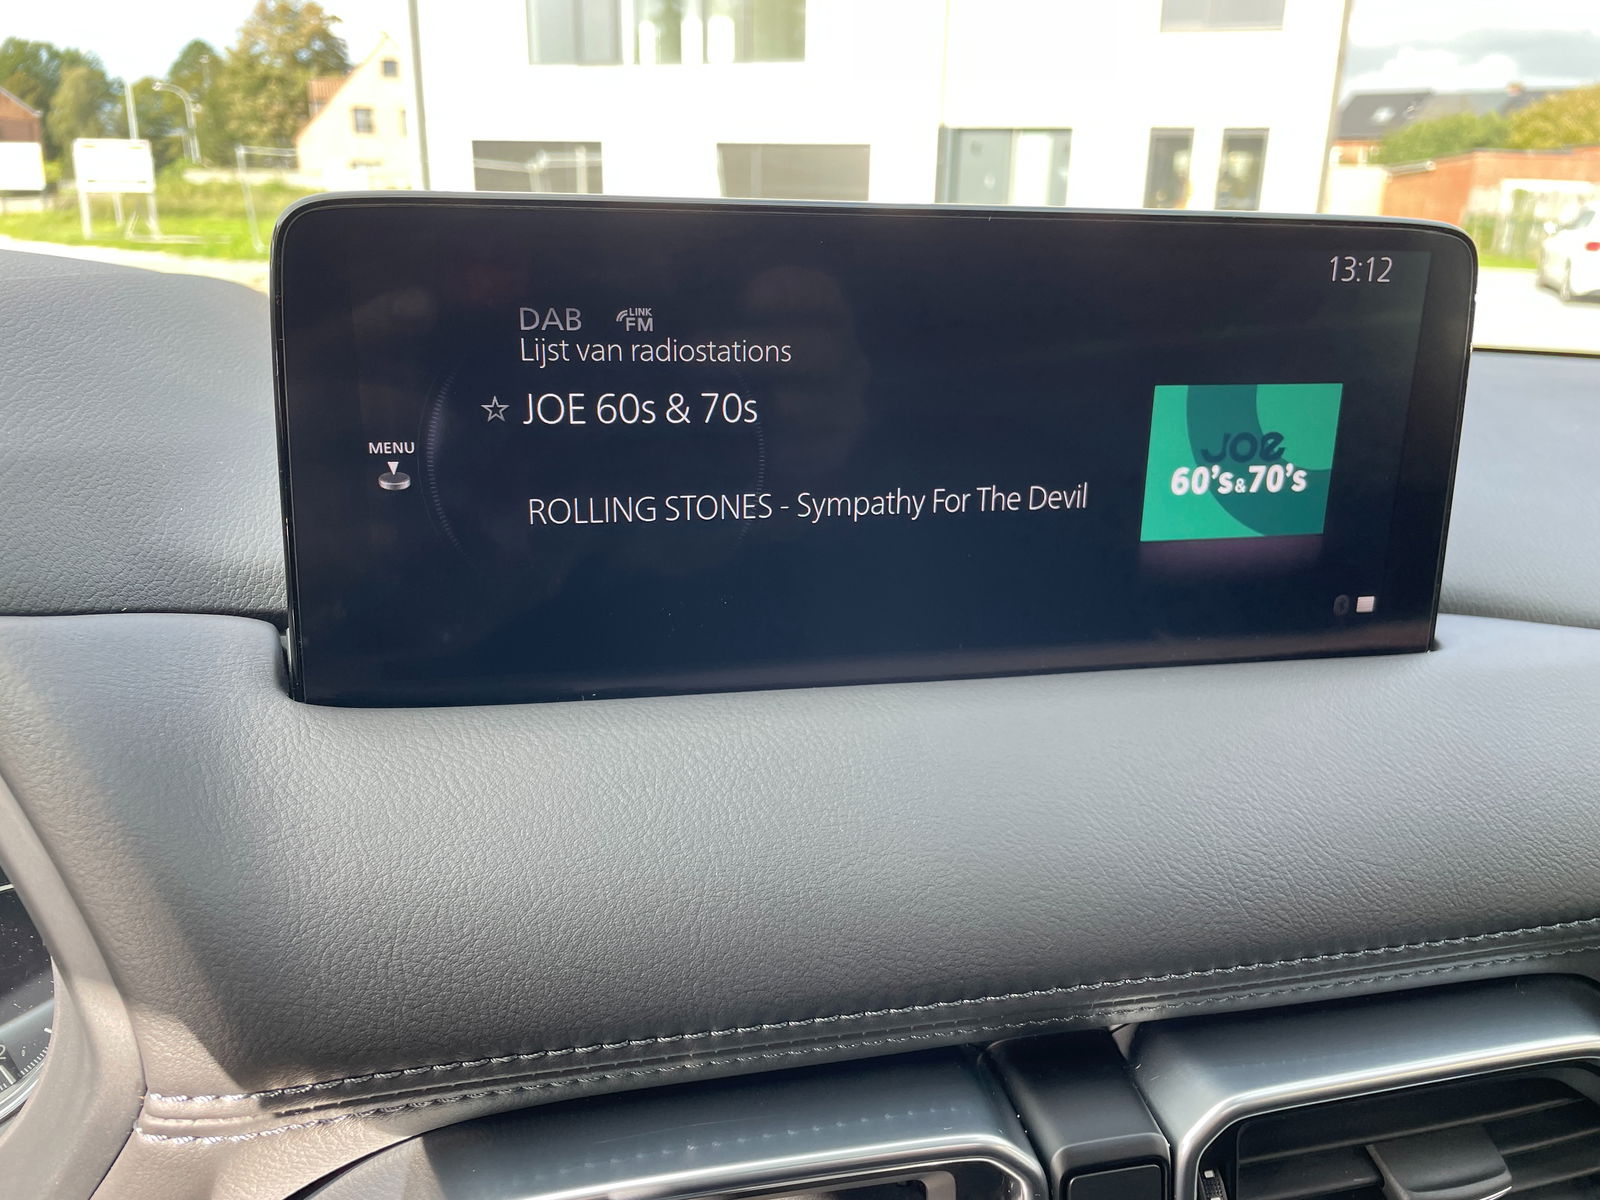 13:12
DAB LINK FM
Lijst van radiostations
☆ JOE 60s & 70s
MENU
ROLLING STONES - Sympathy For The Devil
JOe
60's&70's
2